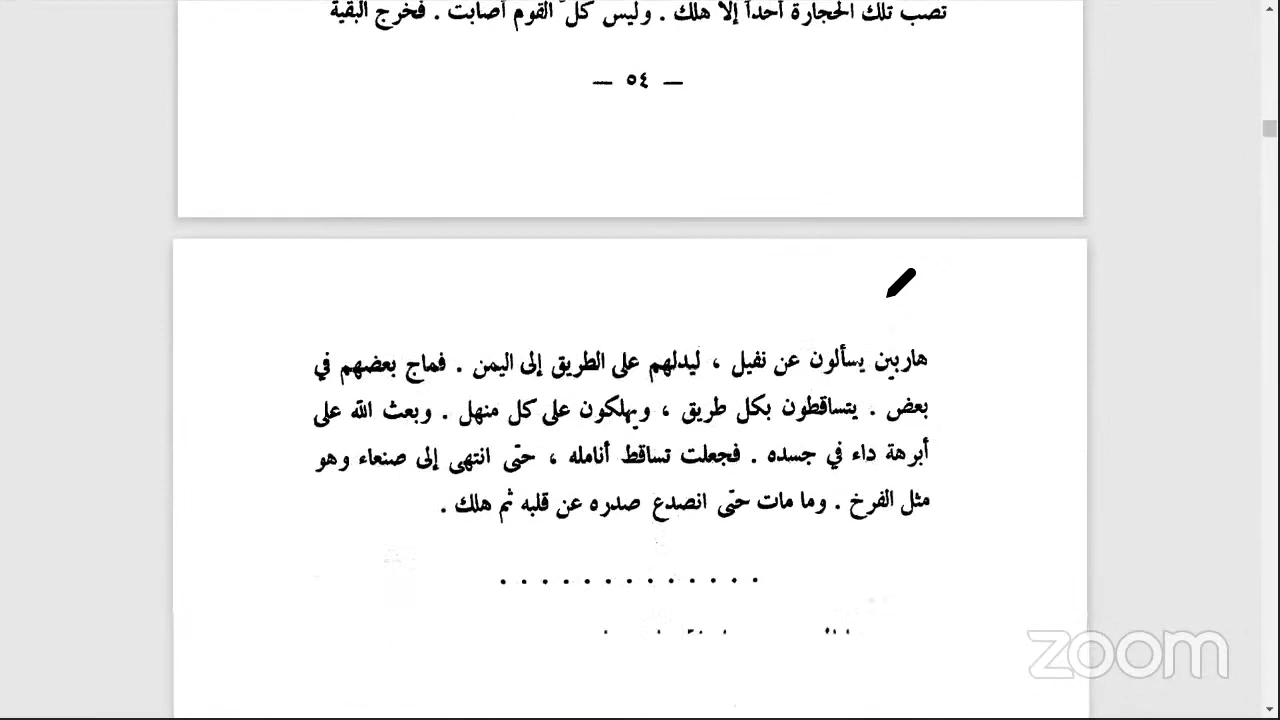 تصب تلك الحجارة أحداً إلا هلك . وليس كلّ القوم أصابت . فخرج البقية
— ٥٤ —
هاربين يسألون عن نفيل ، ليدلهم على الطريق إلى اليمن . فماج بعضهم في
بعض . يتساقطون بكل طريق ، ويهلكون على كل منهل . وبعث الله على
أبرهة داء في جسده . فجعلت تساقط أنامله ، حتّى انتهى إلى صنعاء وهو
مثل الفرخ . وما مات حتّى انصدع صدره عن قلبه ثم هلك .
. . . . . . . . . . . . .
zoom